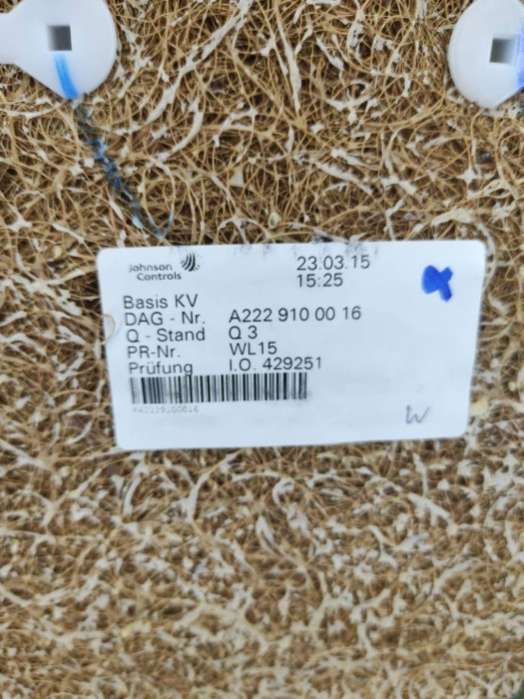 Johnson
Controls
23.03.15
15:25
Basis KV
DAG - Nr. A222 910 00 16
Q - Stand Q 3
PR-Nr. WL15
Prüfung I.O. 429251
W